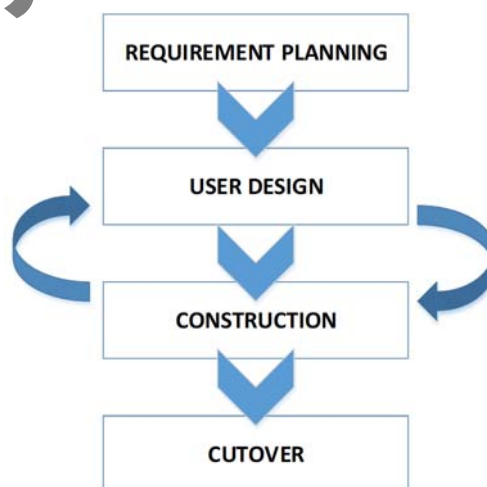 REQUIREMENT PLANNING
USER DESIGN
CONSTRUCTION
CUTOVER